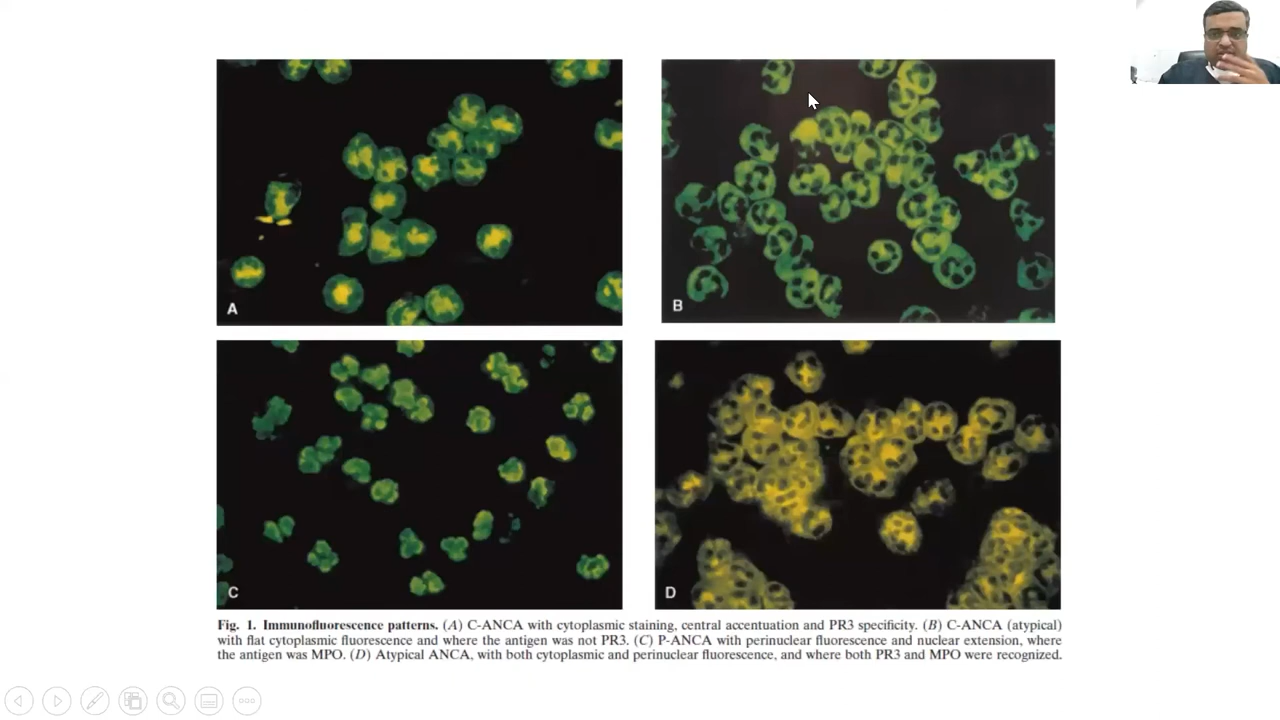 A
B
C
D
Fig. 1. Immunofluorescence patterns. (A) C-ANCA with cytoplasmic staining, central accentuation and PR3 specificity. (B) C-ANCA (atypical)
with flat cytoplasmic fluorescence and where the antigen was not PR3. (C) P-ANCA with perinuclear fluorescence and nuclear extension, where
the antigen was MPO. (D) Atypical ANCA, with both cytoplasmic and perinuclear fluorescence, and where both PR3 and MPO were recognized.